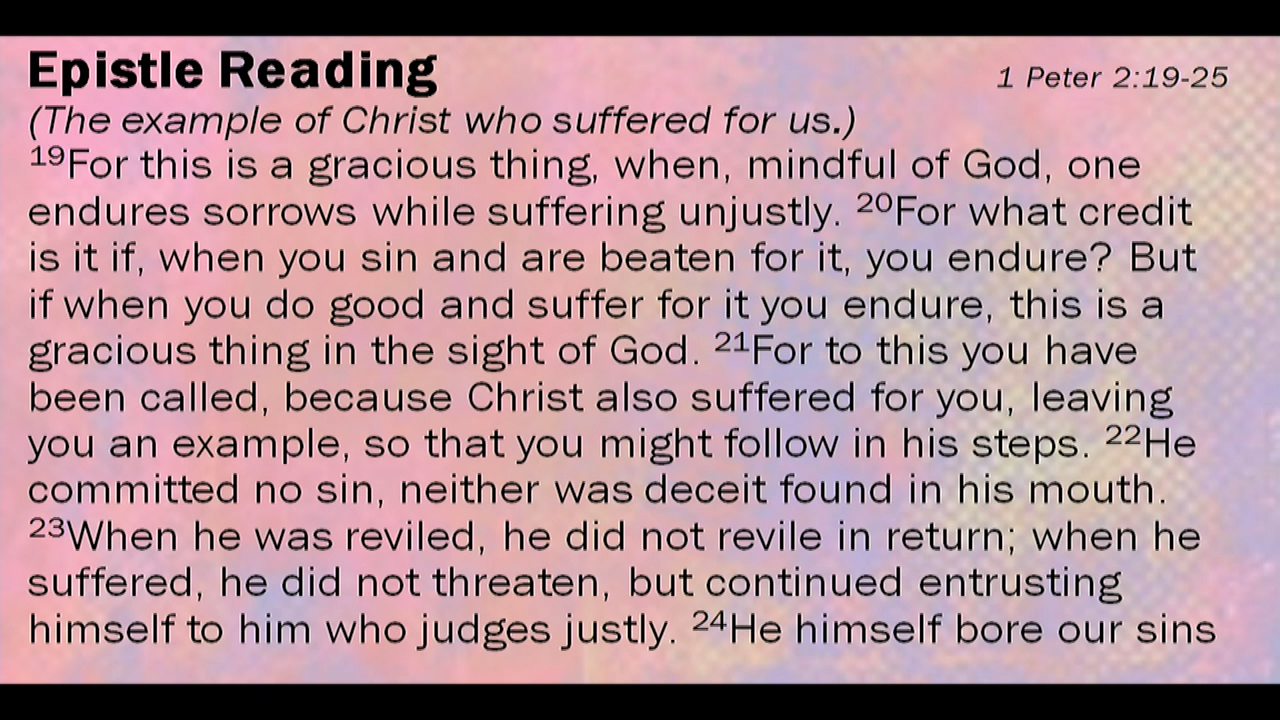 Epistle Reading
1 Peter 2:19-25
(The example of Christ who suffered for us.)
¹⁹For this is a gracious thing, when, mindful of God, one
endures sorrows while suffering unjustly. ²⁰For what credit
is it if, when you sin and are beaten for it, you endure? But
if when you do good and suffer for it you endure, this is a
gracious thing in the sight of God. ²¹For to this you have
been called, because Christ also suffered for you, leaving
you an example, so that you might follow in his steps. ²²He
committed no sin, neither was deceit found in his mouth.
²³When he was reviled, he did not revile in return; when he
suffered, he did not threaten, but continued entrusting
himself to him who judges justly. ²⁴He himself bore our sins